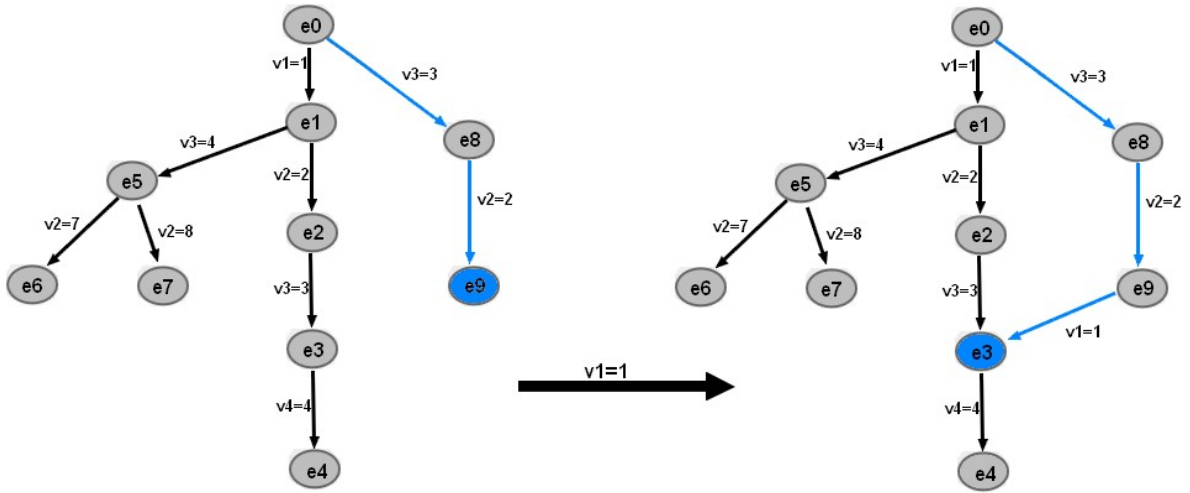 e0
v1=1
v3=3
e1
e8
v3=4
v2=2
v2=2
e5
v2=7
v2=8
e2
e6
e7
e9
v3=3
e3
v4=4
e4
v1=1
e0
v1=1
v3=3
e1
e8
v3=4
v2=2
v2=2
e5
v2=7
v2=8
e2
e6
e7
e9
v3=3
v1=1
e3
v4=4
e4